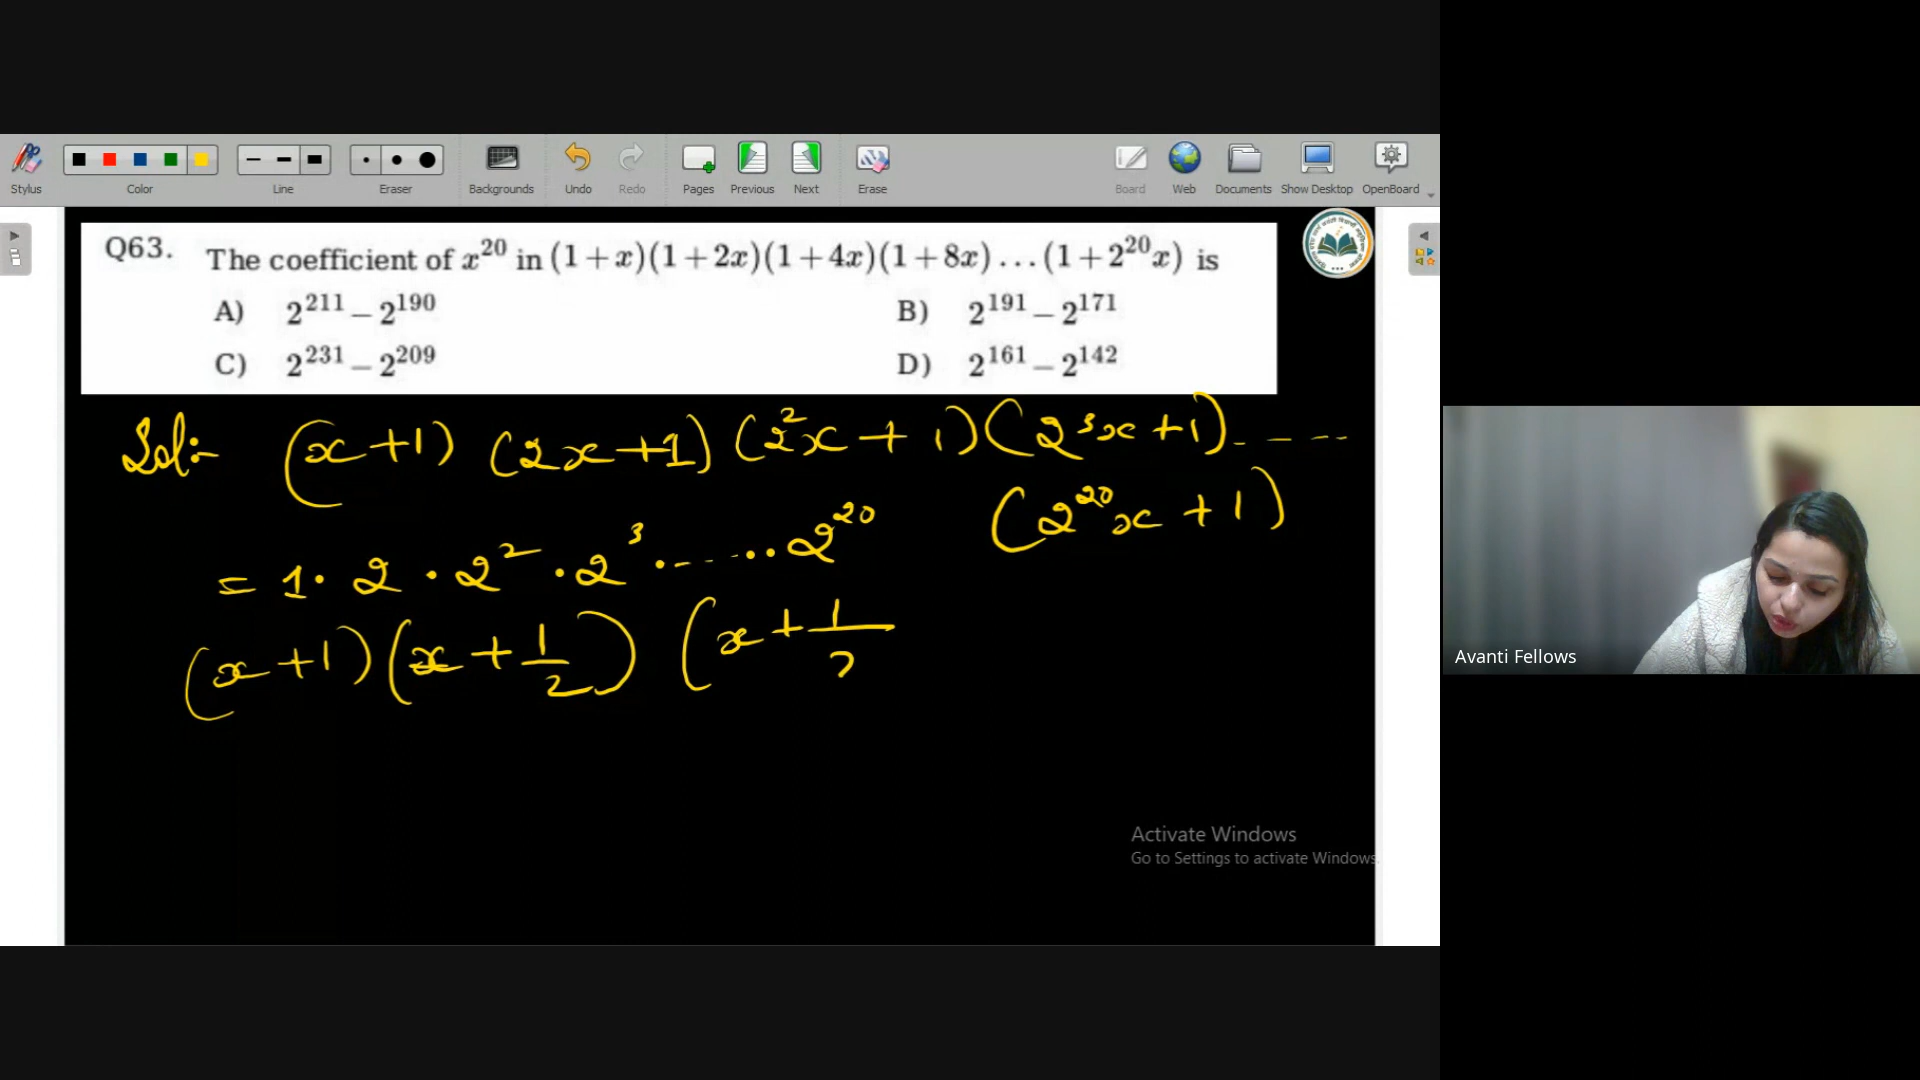 Stylus Color Line Eraser Backgrounds Undo Redo Pages Previous Next Erase Board Web Documents Show Desktop OpenBoard
Q63. The coefficient of x^20 in (1+x)(1+2x)(1+4x)(1+8x)...(1+2^20x) is
A) 2^211 – 2^190 B) 2^191 – 2^171
C) 2^231 – 2^209 D) 2^161 – 2^142
Sol:- (x+1) (2x+1) (2^2x+1) (2^3x+1)-----
(2^20x+1)
= 1. 2 . 2^2 . 2^3 ........ 2^20
(x+1)(x+1/2) (x+1/2
Avanti Fellows
Activate Windows
Go to Settings to activate Windows.